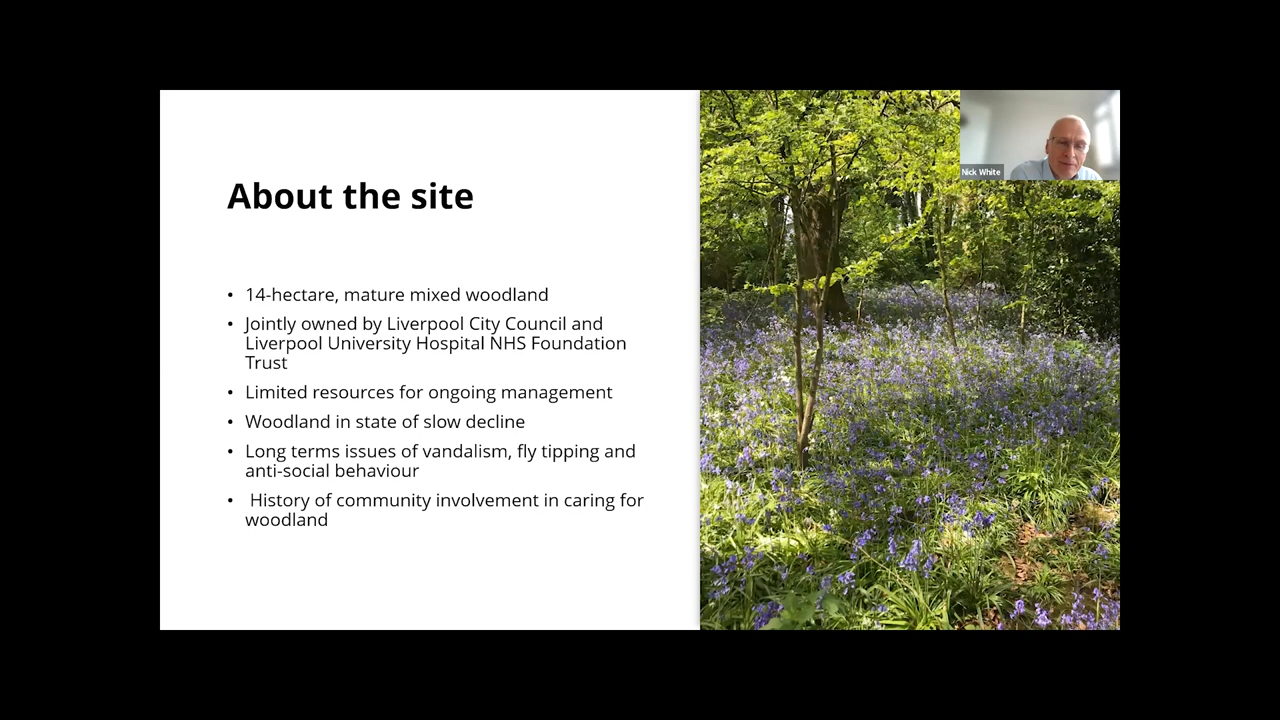 About the site
• 14-hectare, mature mixed woodland
• Jointly owned by Liverpool City Council and
Liverpool University Hospital NHS Foundation
Trust
• Limited resources for ongoing management
• Woodland in state of slow decline
• Long terms issues of vandalism, fly tipping and
anti-social behaviour
• History of community involvement in caring for
woodland
Nick White